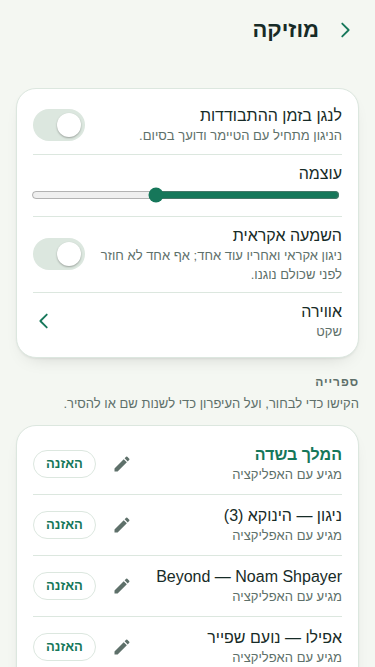 מוזיקה
לנגן בזמן ההתבודדות
הניגון מתחיל עם הטיימר ודועך בסיום.
עוצמה
השמעה אקראית
ניגון אקראי ואחריו עוד אחד; אף אחד לא חוזר
לפני שכולם נוגנו.
אווירה
שקט
ספרייה
הקישו כדי לבחור, ועל העיפרון כדי לשנות שם או להסיר.
המלך בשדה
מגיע עם האפליקציה
האזנה
ניגון — הינוקא (3)
מגיע עם האפליקציה
האזנה
Beyond — Noam Shpayer
מגיע עם האפליקציה
האזנה
אפילו — נועם שפייר
מגיע עם האפליקציה
האזנה